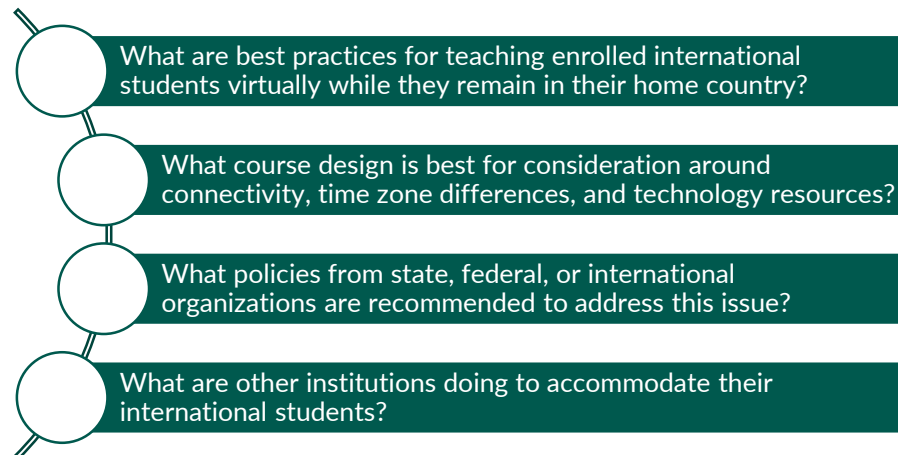 What are best practices for teaching enrolled international
students virtually while they remain in their home country?
What course design is best for consideration around
connectivity, time zone differences, and technology resources?
What policies from state, federal, or international
organizations are recommended to address this issue?
What are other institutions doing to accommodate their
international students?